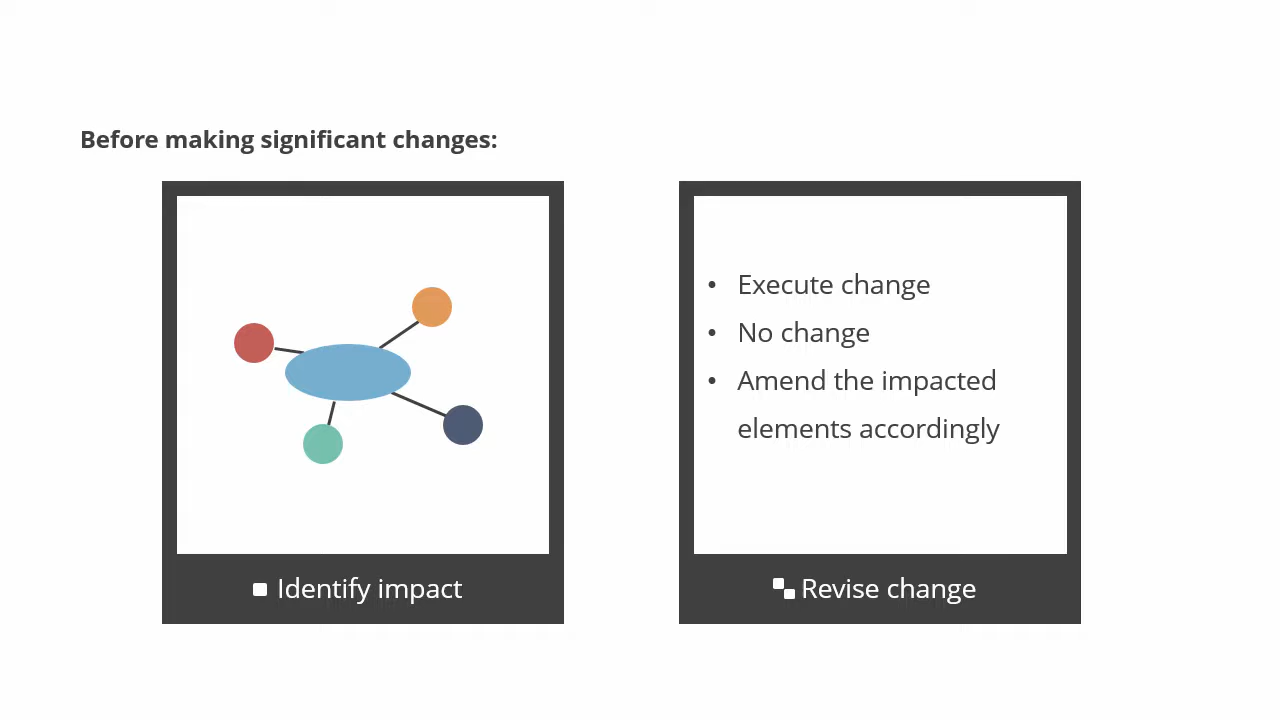 Before making significant changes:
Identify impact
• Execute change
• No change
• Amend the impacted
elements accordingly
Revise change